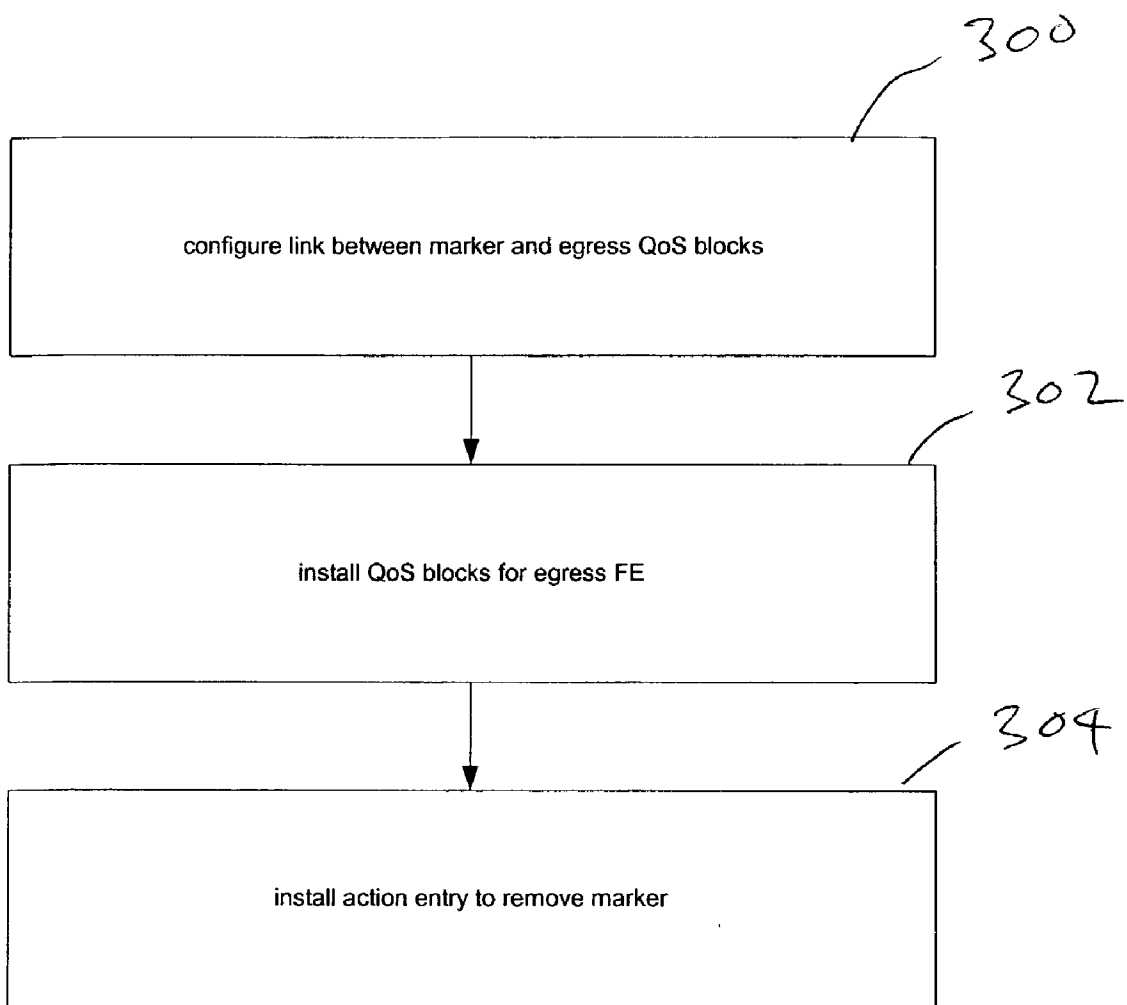 300
configure link between marker and egress QoS blocks
302
install QoS blocks for egress FE
304
install action entry to remove marker